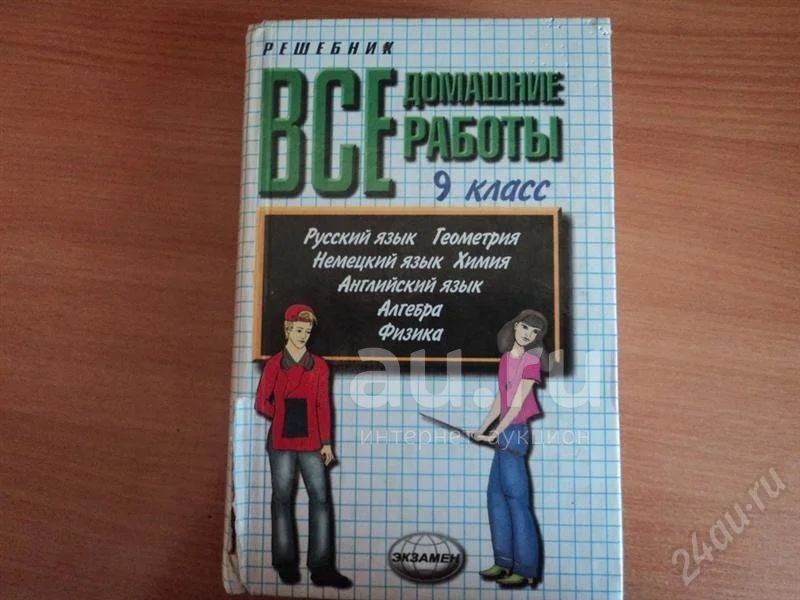 РЕШЕБНИК
ВСЕ ДОМАШНИЕ
РАБОТЫ
9 класс
Русский язык Геометрия
Немецкий язык Химия
Английский язык
Алгебра
Физика
au.ru
интернет-аукцион
ЭКЗАМЕН
24au.ru